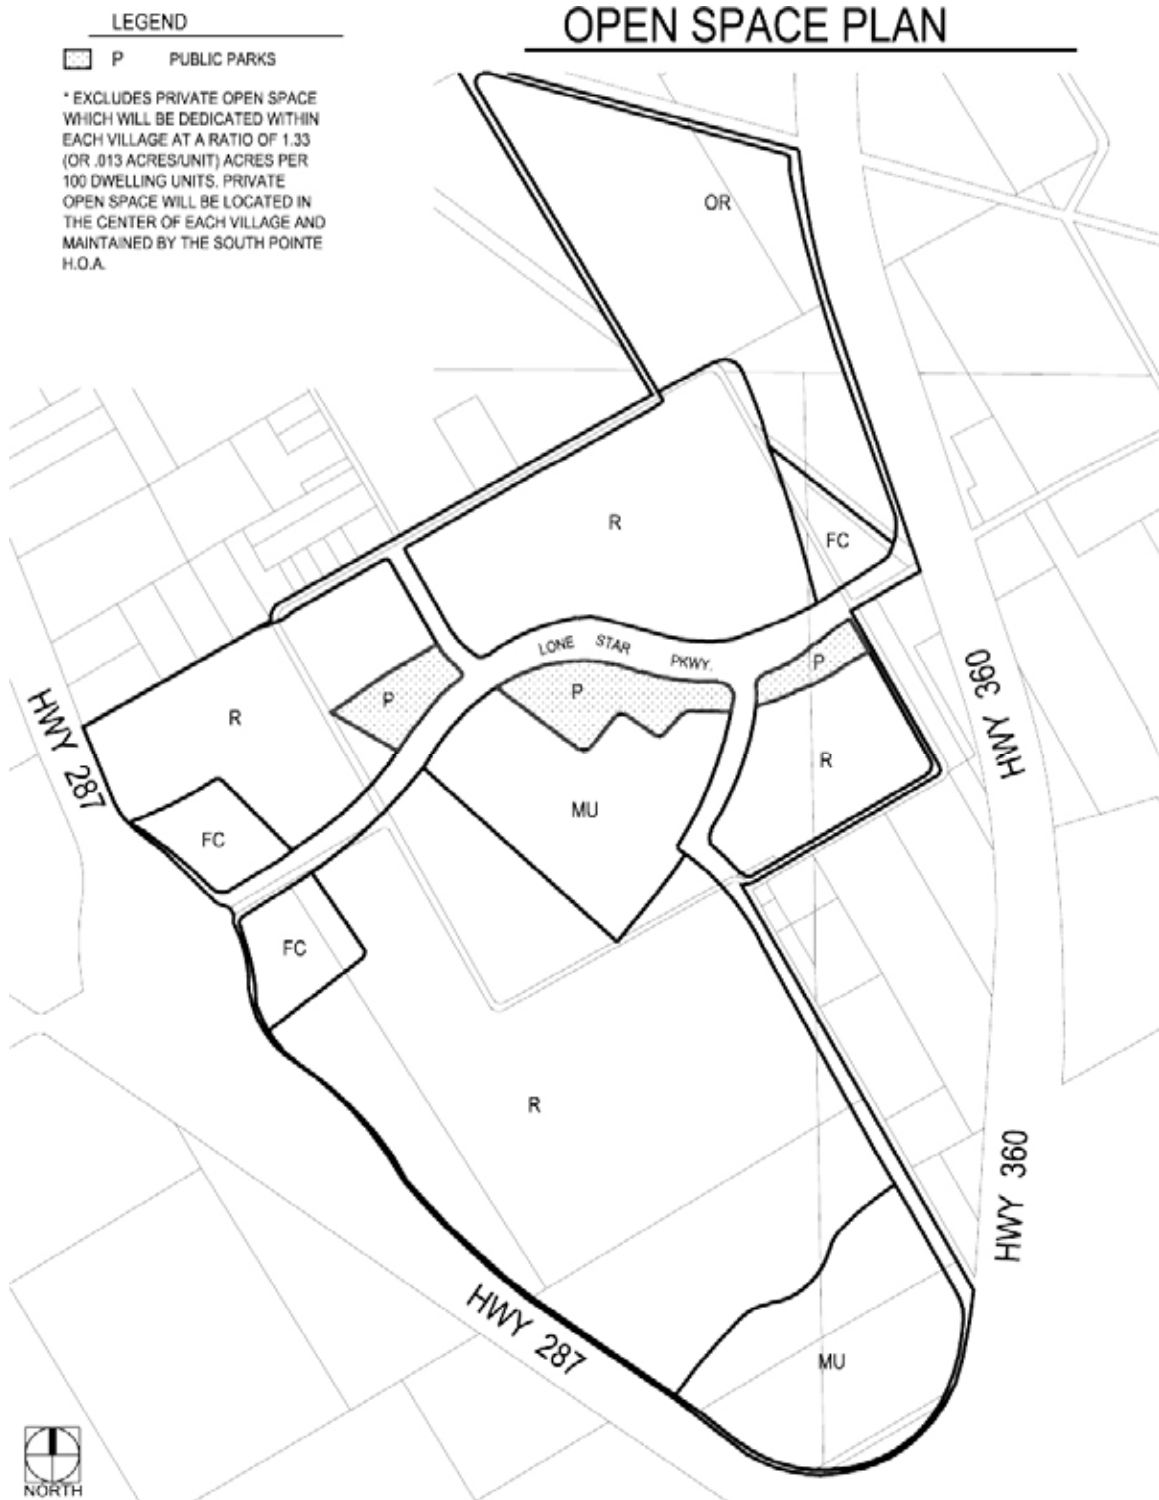 OPEN SPACE PLAN
LEGEND
P PUBLIC PARKS
* EXCLUDES PRIVATE OPEN SPACE
WHICH WILL BE DEDICATED WITHIN
EACH VILLAGE AT A RATIO OF 1.33
(OR .013 ACRES/UNIT) ACRES PER
100 DWELLING UNITS. PRIVATE
OPEN SPACE WILL BE LOCATED IN
THE CENTER OF EACH VILLAGE AND
MAINTAINED BY THE SOUTH POINTE
H.O.A.
OR
R
FC
LONE STAR PKWY.
P
P
P
R
R
HWY 360
HWY 287
MU
FC
FC
R
HWY 360
HWY 287
MU
NORTH